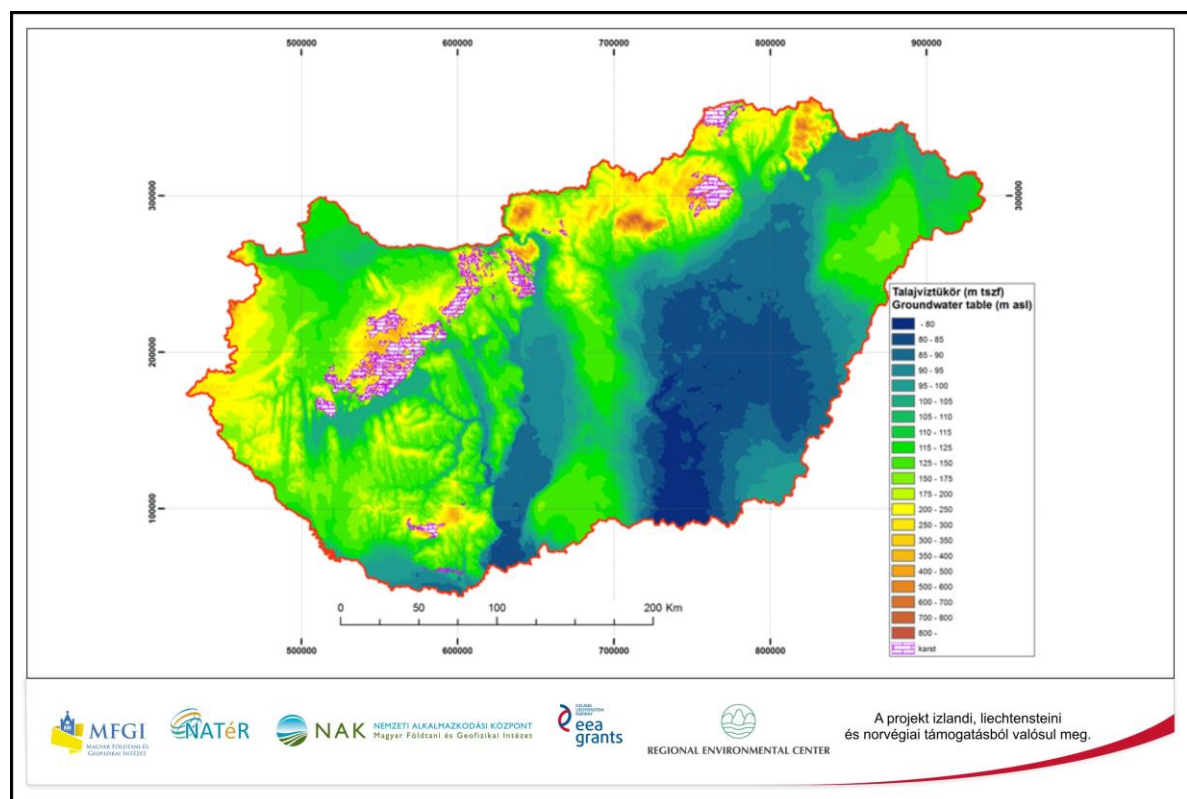 500000 600000 700000 800000 900000
300000 300000
200000
100000
Talajvíztükör (m tszf)
Groundwater table (m asl)
- 80
80 - 85
85 - 90
90 - 95
95 - 100
100 - 105
105 - 110
110 - 115
115 - 125
125 - 150
150 - 175
175 - 200
200 - 250
250 - 300
300 - 350
350 - 400
400 - 500
500 - 600
600 - 700
700 - 800
800 -
karst
0 50 100 200 Km
500000 600000 700000 800000
MFGI
MAGYAR FÖLDTANI ÉS
GEOFIZIKAI INTÉZET
NATéR
NAK NEMZETI ALKALMAZKODÁSI KÖZPONT
Magyar Földtani és Geofizikai Intézet
ICELAND
LIECHTENSTEIN
NORWAY
eea
grants
REGIONAL ENVIRONMENTAL CENTER
A projekt izlandi, liechtensteini
és norvégiai támogatásból valósul meg.